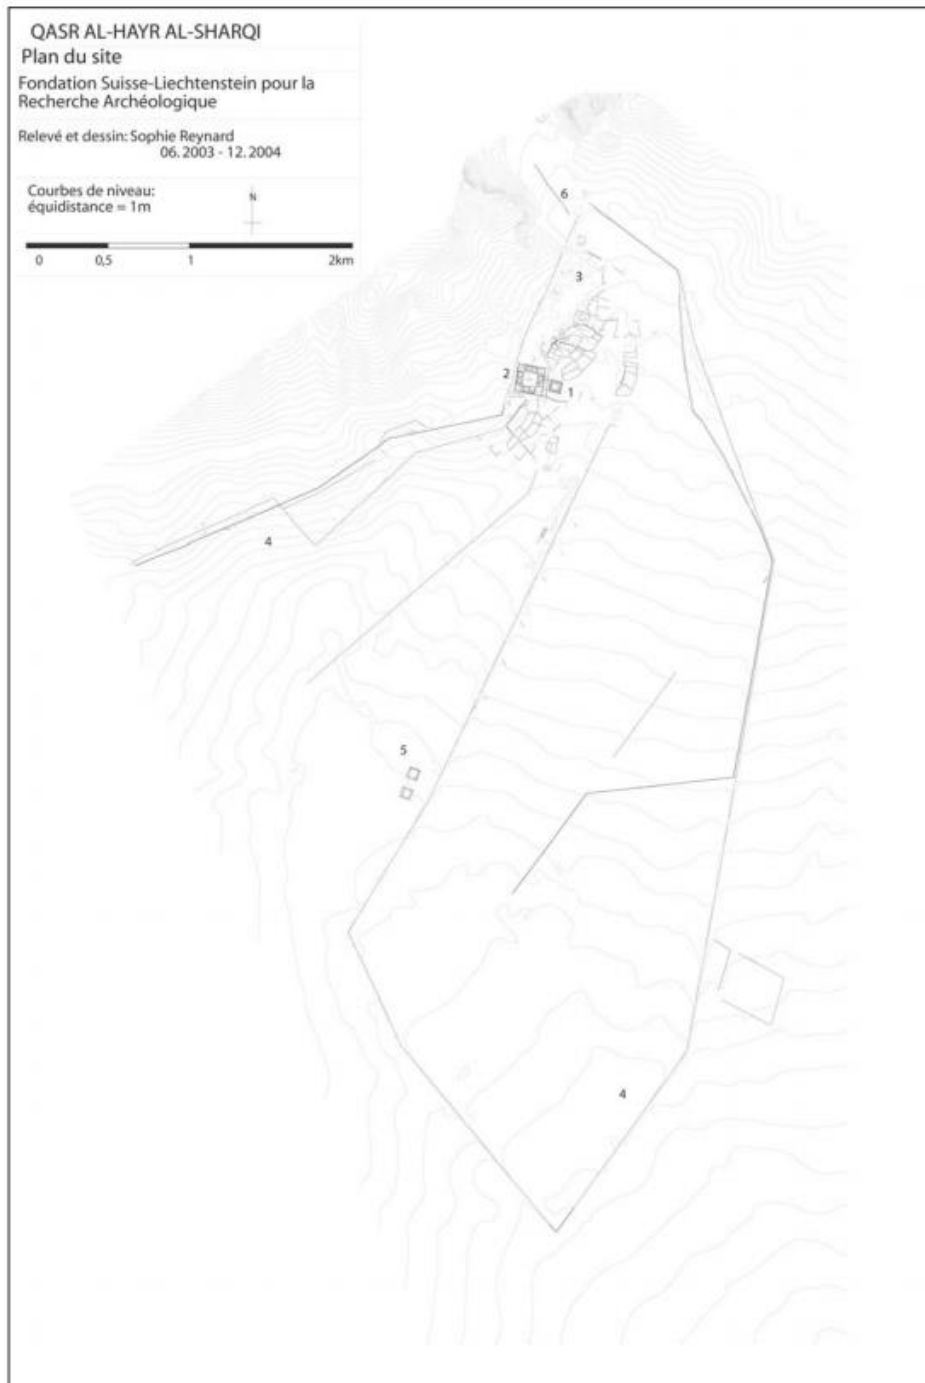 QASR AL-HAYR AL-SHARQI
Plan du site
Fondation Suisse-Liechtenstein pour la
Recherche Archéologique
Relevé et dessin: Sophie Reynard
06.2003 - 12.2004
Courbes de niveau:
équidistance = 1m
N
0 0,5 1 2km
6
3
2
1
4
5
4